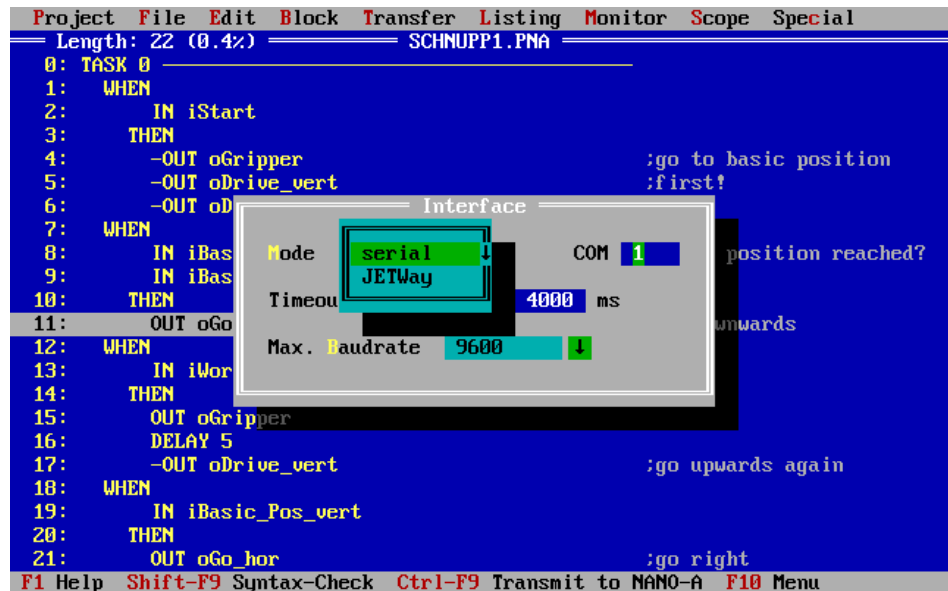 Project File Edit Block Transfer Listing Monitor Scope Special
Length: 22 (0.4%) SCHNUPP1.PNA
0: TASK 0
1: WHEN
2: IN iStart
3: THEN
4: -OUT oGripper ;go to basic position
5: -OUT oDrive_vert ;first!
6: -OUT oD Interface
7: WHEN
8: IN iBas Mode serial ↓ COM 1 position reached?
9: IN iBas JETWay
10: THEN Timeou 4000 ms
11: OUT oGo wnwards
12: WHEN Max. Baudrate 9600 ↓
13: IN iWor
14: THEN
15: OUT oGripper
16: DELAY 5
17: -OUT oDrive_vert ;go upwards again
18: WHEN
19: IN iBasic_Pos_vert
20: THEN
21: OUT oGo_hor ;go right
F1 Help Shift-F9 Syntax-Check Ctrl-F9 Transmit to NANO-A F10 Menu